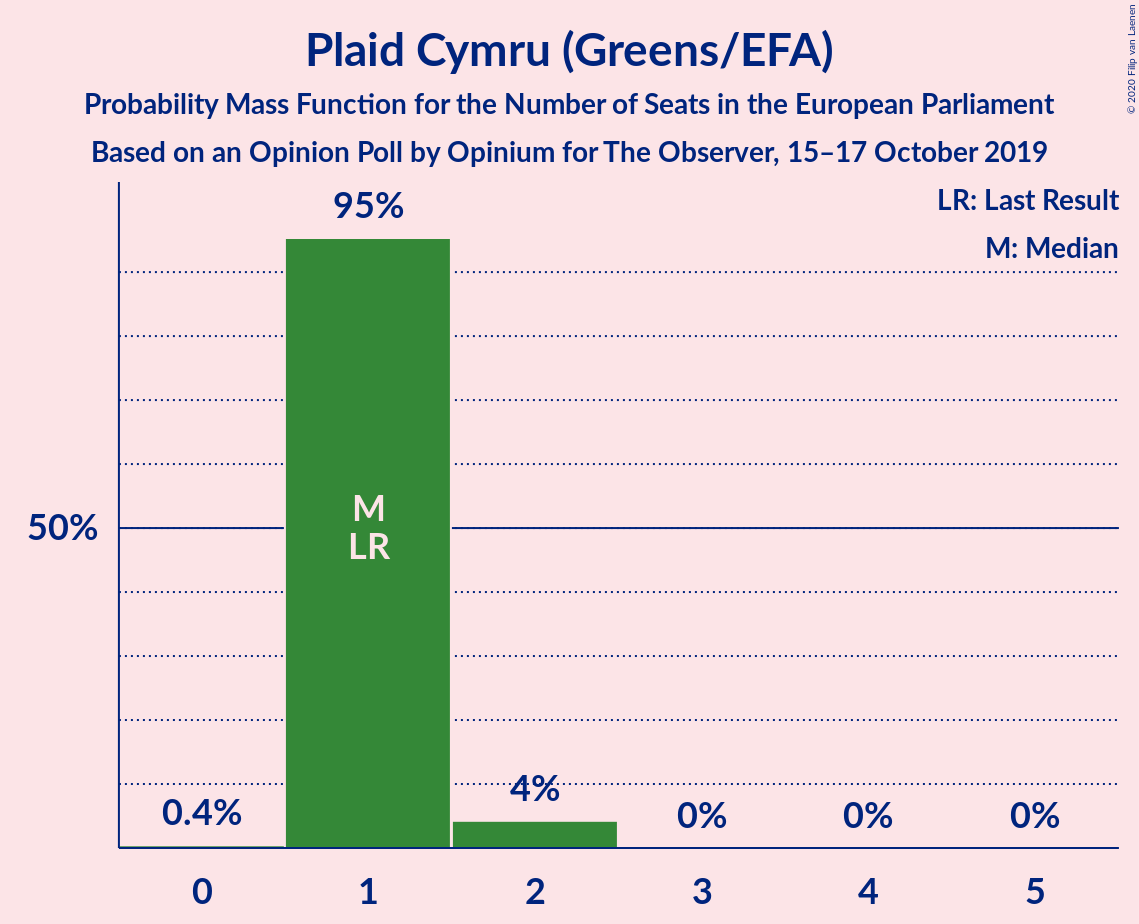 Plaid Cymru (Greens/EFA)
Probability Mass Function for the Number of Seats in the European Parliament
Based on an Opinion Poll by Opinium for The Observer, 15–17 October 2019
© 2020 Filip van Laenen
LR: Last Result
M: Median
95%
M
LR
50%
0.4%
4%
0%
0%
0%
0
1
2
3
4
5